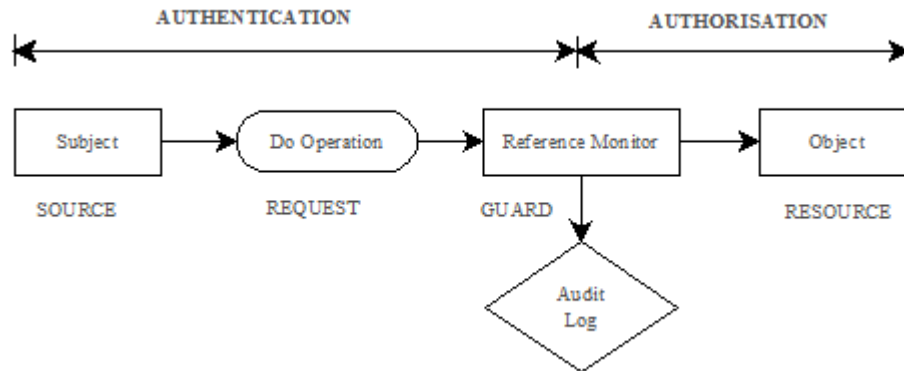 AUTHENTICATION
AUTHORISATION
Subject
Do Operation
Reference Monitor
Object
SOURCE
REQUEST
GUARD
RESOURCE
Audit
Log